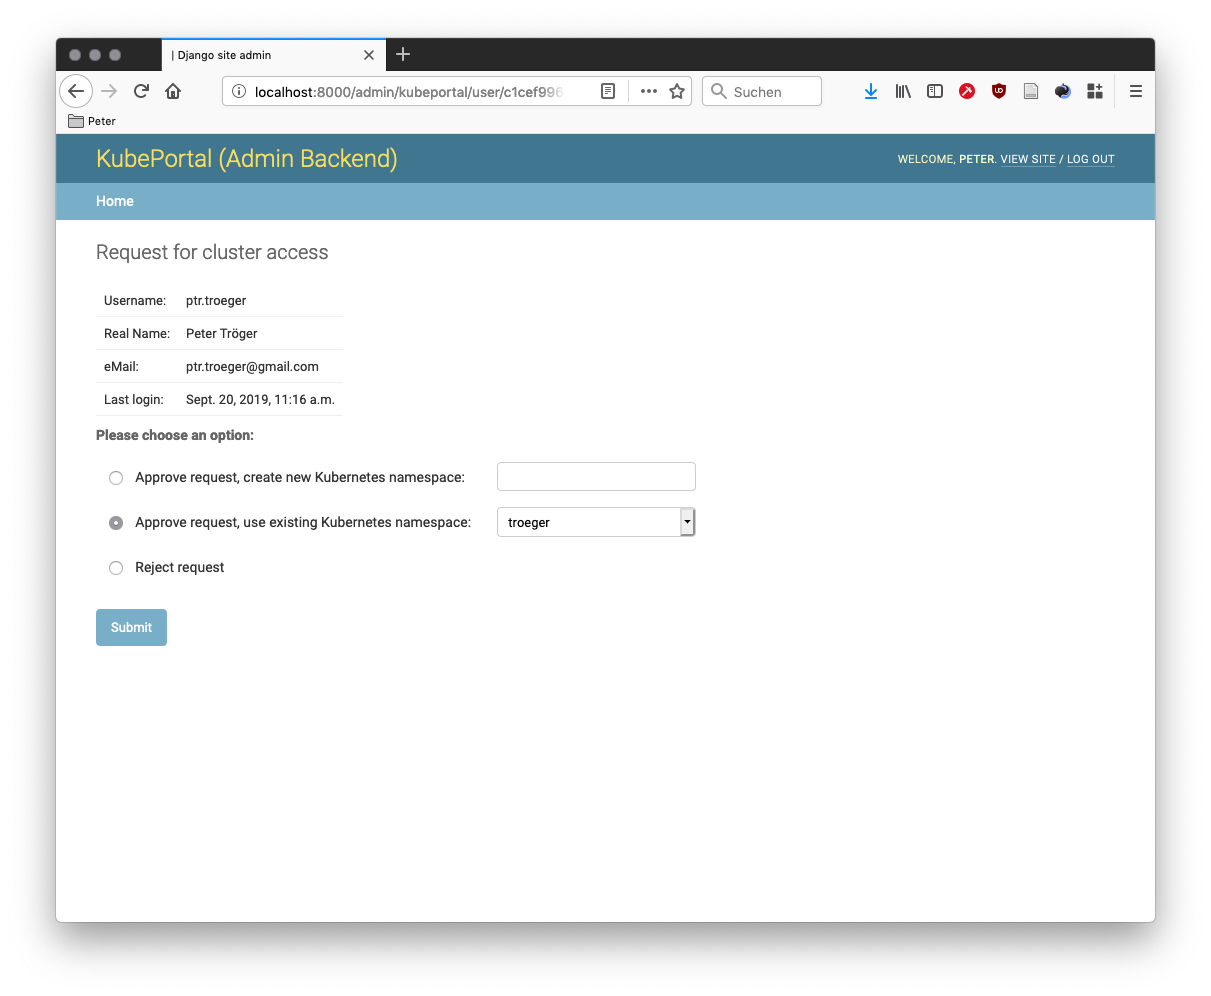 | Django site admin
localhost:8000/admin/kubeportal/user/c1cef996
Suchen
Peter
KubePortal (Admin Backend)
WELCOME, PETER. VIEW SITE / LOG OUT
Home
Request for cluster access
Username: ptr.troeger
Real Name: Peter Tröger
eMail: ptr.troeger@gmail.com
Last login: Sept. 20, 2019, 11:16 a.m.
Please choose an option:
Approve request, create new Kubernetes namespace:
Approve request, use existing Kubernetes namespace: troeger
Reject request
Submit